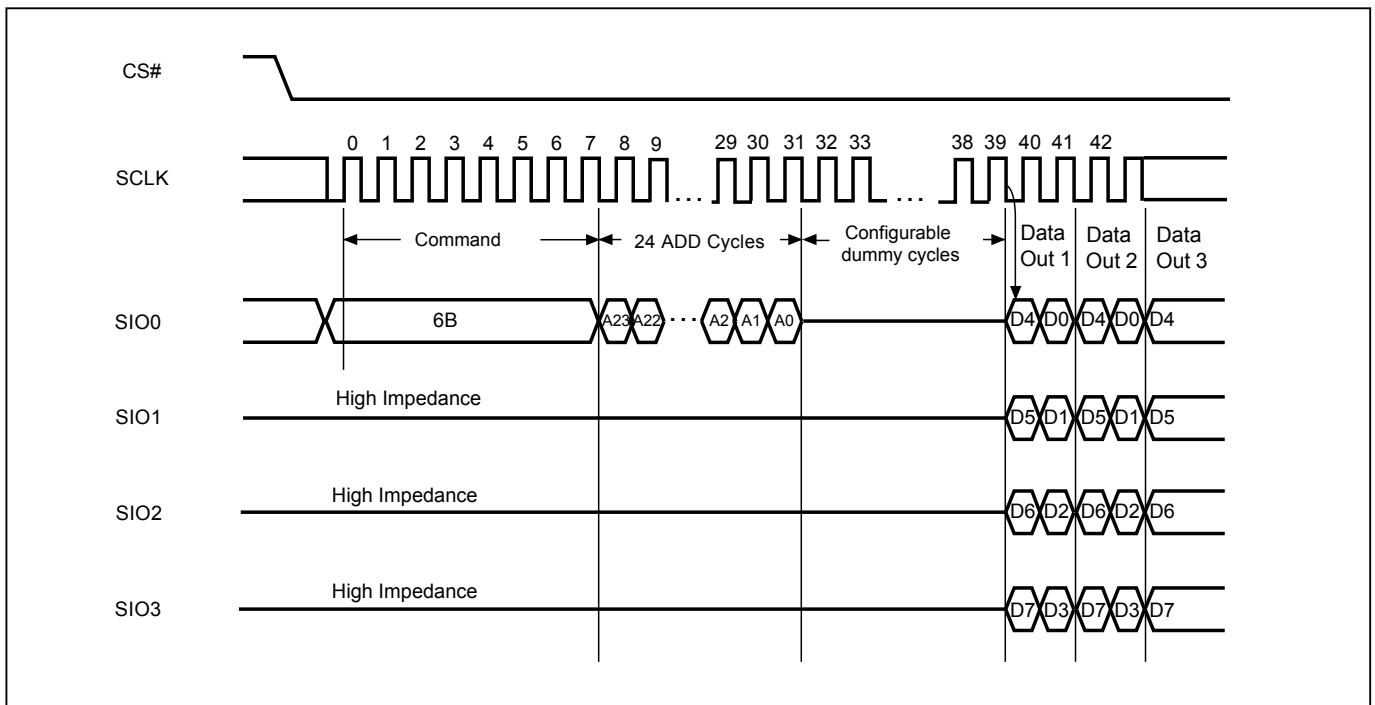 CS#
0 1 2 3 4 5 6 7 8 9 29 30 31 32 33 38 39 40 41 42
SCLK
. . . . . .
Command 24 ADD Cycles Configurable dummy cycles Data Out 1 Data Out 2 Data Out 3
SIO0 6B A23 A22 · · · A2 A1 A0 D4 D0 D4 D0 D4
High Impedance
SIO1 D5 D1 D5 D1 D5
High Impedance
SIO2 D6 D2 D6 D2 D6
High Impedance
SIO3 D7 D3 D7 D3 D7